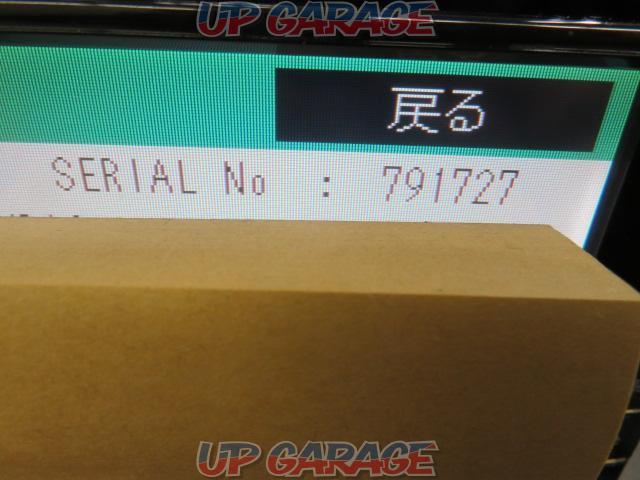 UP GARAGE
戻る
SERIAL No : 791727
UP GARAGE